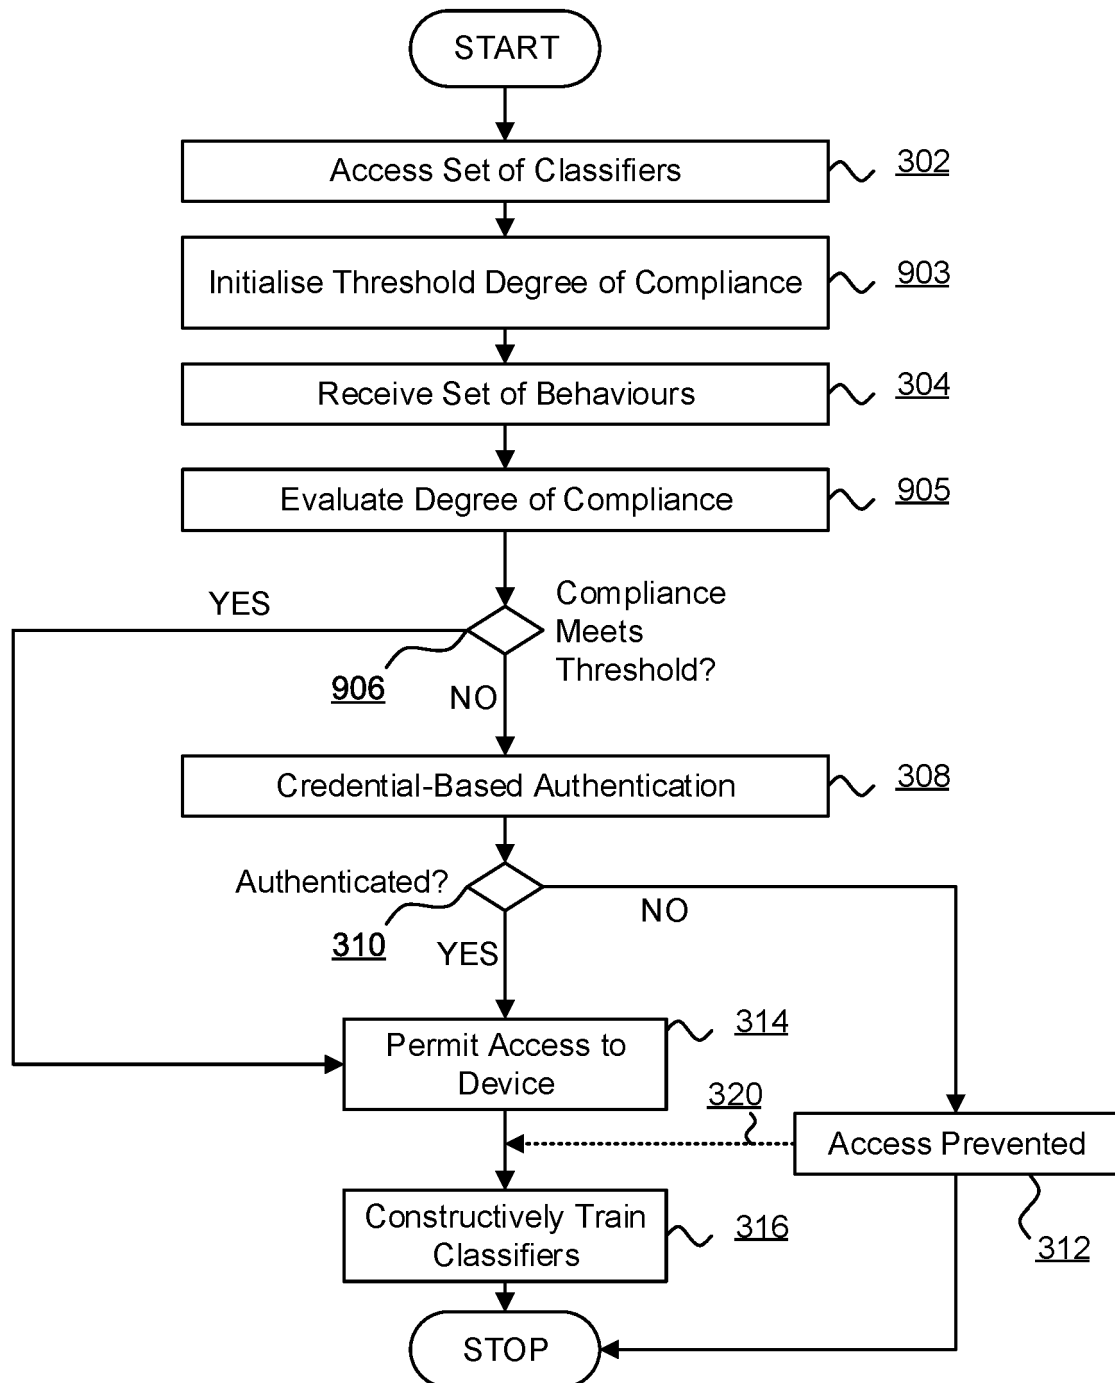 START
Access Set of Classifiers
302
Initialise Threshold Degree of Compliance
903
Receive Set of Behaviours
304
Evaluate Degree of Compliance
905
YES
Compliance
Meets
Threshold?
906
NO
Credential-Based Authentication
308
Authenticated?
310
YES
NO
Permit Access to
Device
314
320
Access Prevented
312
Constructively Train
Classifiers
316
STOP